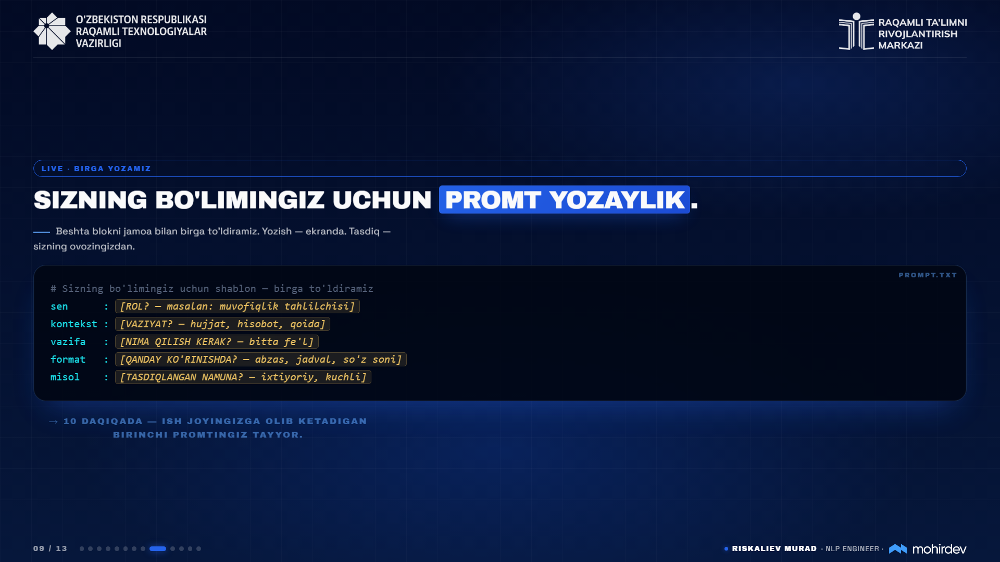 O'ZBEKISTON RESPUBLIKASI
RAQAMLI TEXNOLOGIYALAR
VAZIRLIGI
RAQAMLI TA'LIMNI
RIVOJLANTIRISH
MARKAZI
LIVE · BIRGA YOZAMIZ
SIZNING BO'LIMINGIZ UCHUN PROMT YOZAYLIK.
Beshta blokni jamoa bilan birga to'ldiramiz. Yozish — ekranda. Tasdiq —
sizning ovozingizdan.
PROMPT.TXT
# Sizning bo'limingiz uchun shablon — birga to'ldiramiz
sen : [ROL? — masalan: muvofiqlik tahlilchisi]
kontekst : [VAZIYAT? — hujjat, hisobot, qoida]
vazifa : [NIMA QILISH KERAK? — bitta fe'l]
format : [QANDAY KO'RINISHDA? — abzas, jadval, so'z soni]
misol : [TASDIQLANGAN NAMUNA? — ixtiyoriy, kuchli]
→ 10 DAQIQADA — ISH JOYINGIZGA OLIB KETADIGAN
BIRINCHI PROMTINGIZ TAYYOR.
09 / 13
RISKALIEV MURAD · NLP ENGINEER · mohirdev